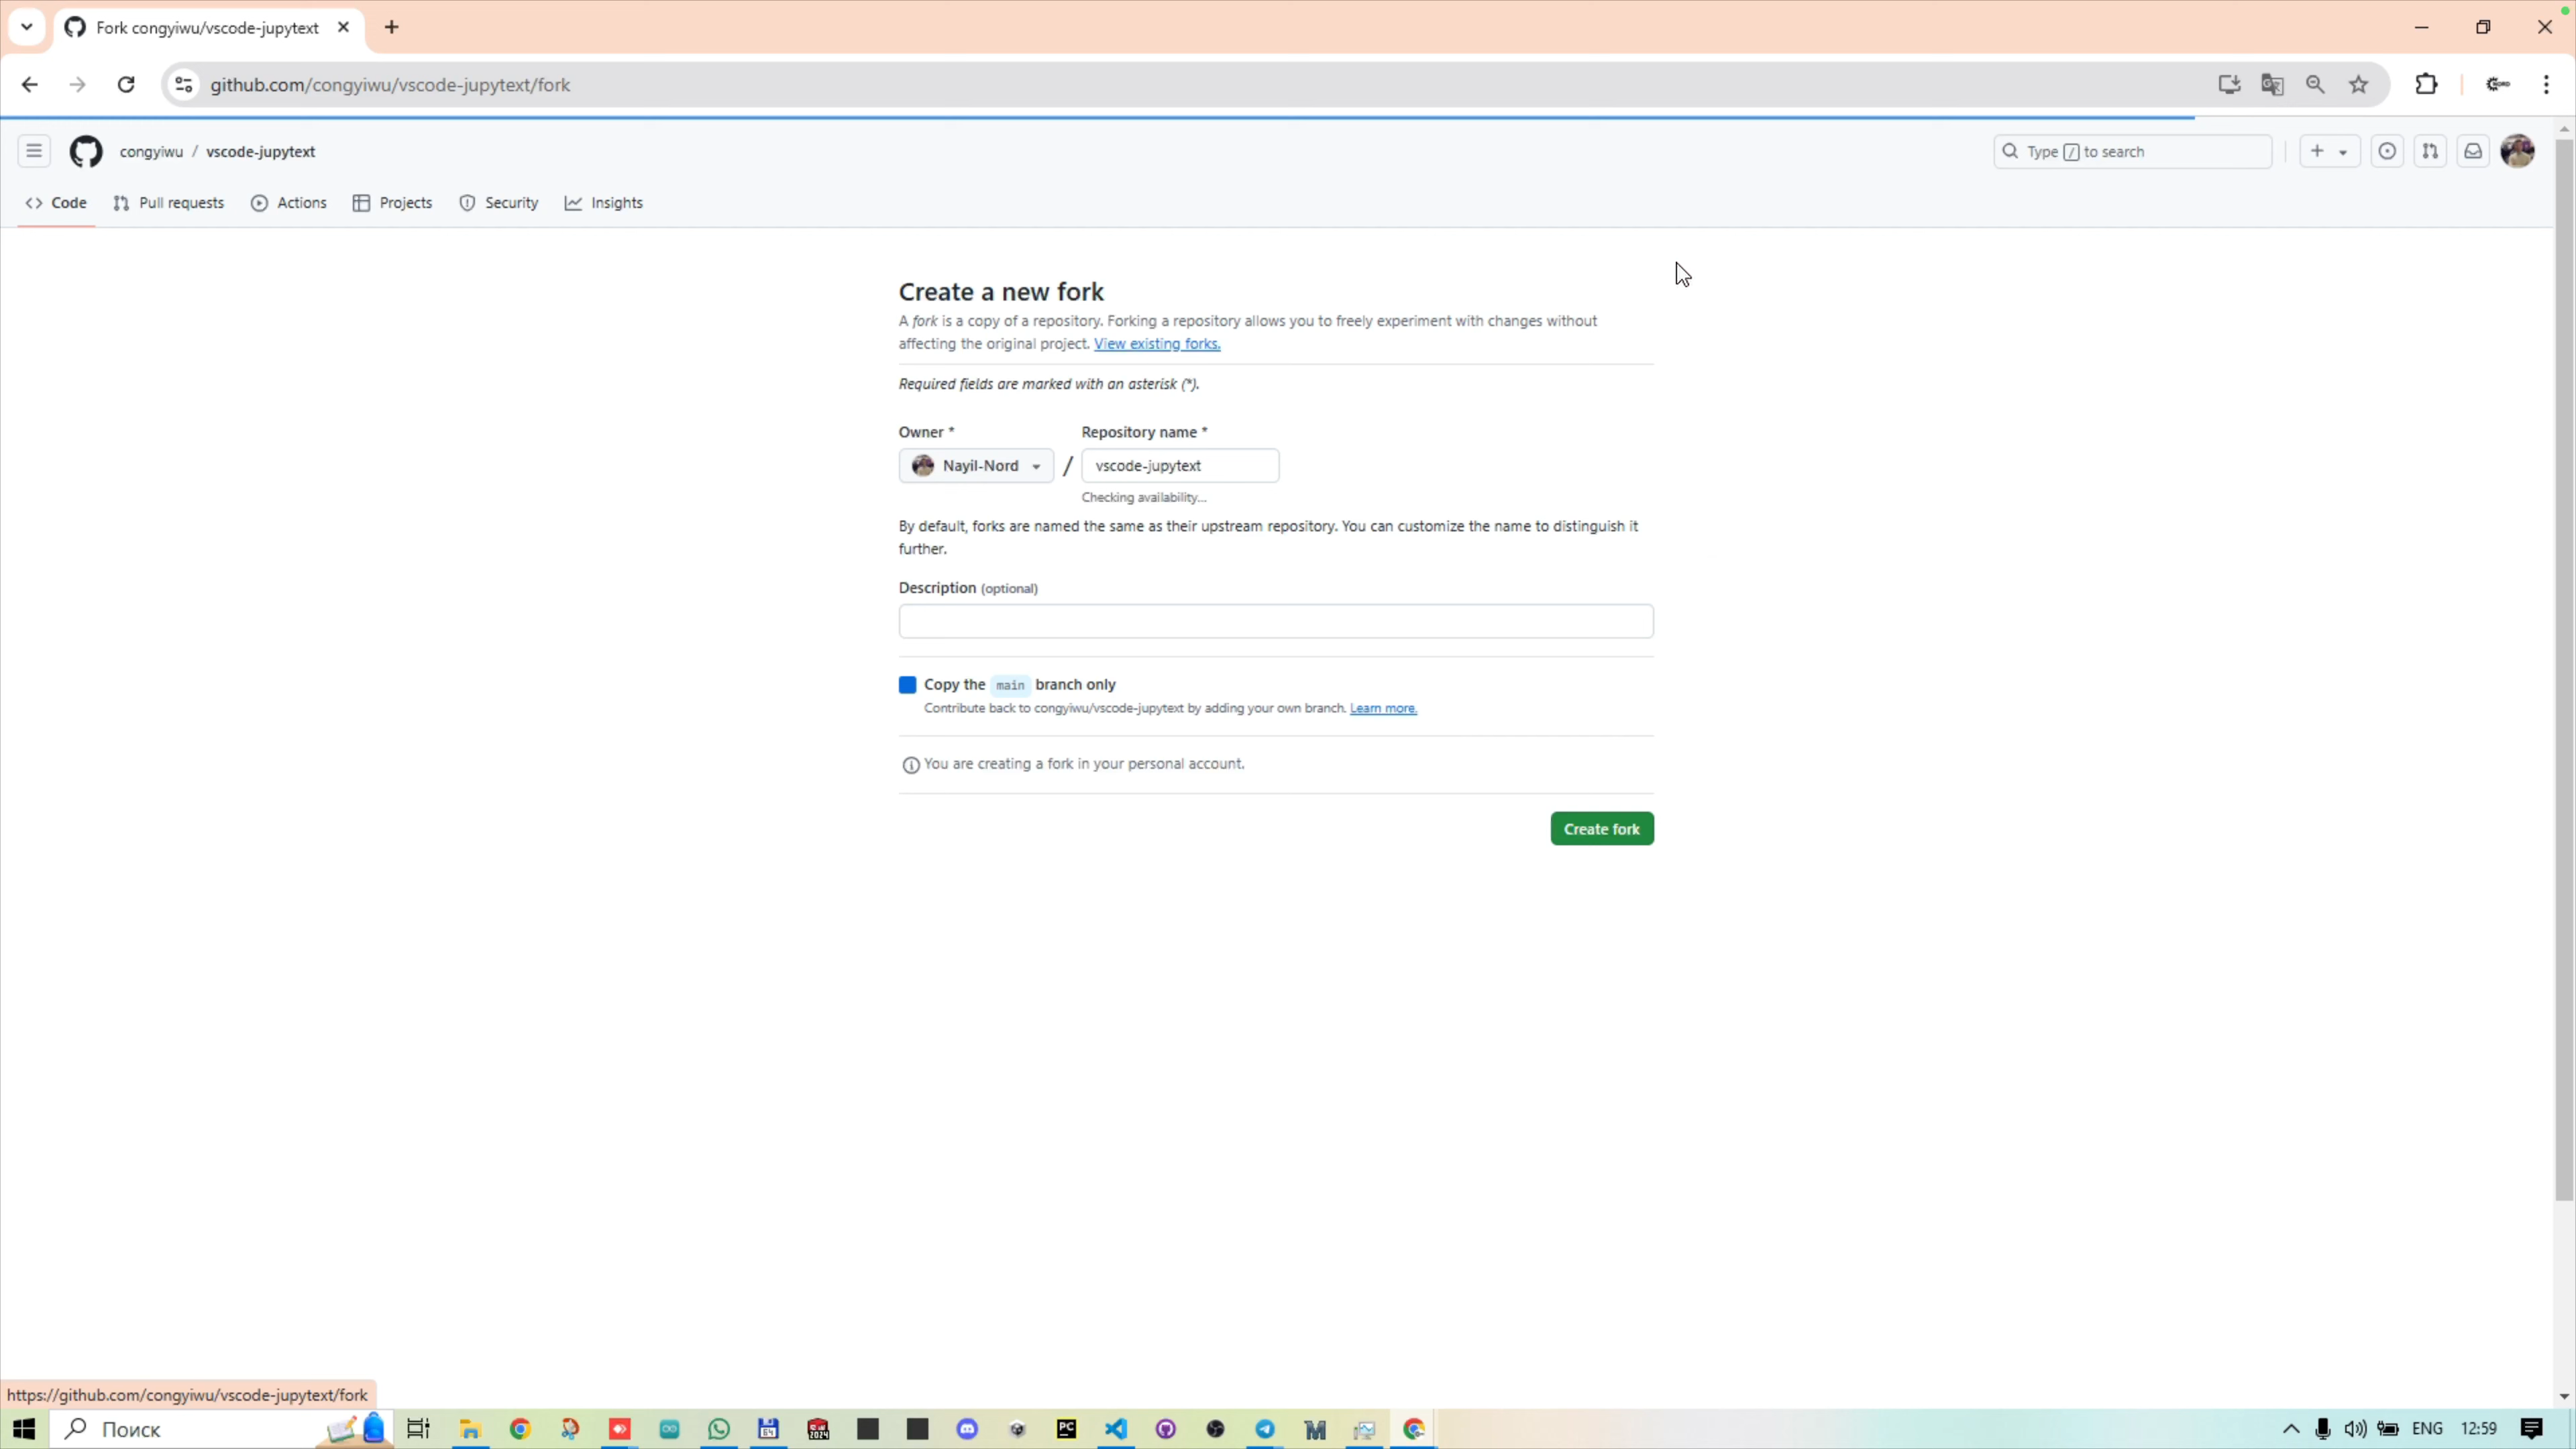 Fork congyiwu/vscode-jupytext
github.com/congyiwu/vscode-jupytext/fork
congyiwu / vscode-jupytext
Type / to search
Code Pull requests Actions Projects Security Insights
Create a new fork
A fork is a copy of a repository. Forking a repository allows you to freely experiment with changes without
affecting the original project. View existing forks.
Required fields are marked with an asterisk (*).
Owner * Repository name *
Nayil-Nord / vscode-jupytext
Checking availability...
By default, forks are named the same as their upstream repository. You can customize the name to distinguish it
further.
Description (optional)
Copy the main branch only
Contribute back to congyiwu/vscode-jupytext by adding your own branch. Learn more.
You are creating a fork in your personal account.
Create fork
https://github.com/congyiwu/vscode-jupytext/fork
Поиск
64
2024
PC
M
ENG 12:59